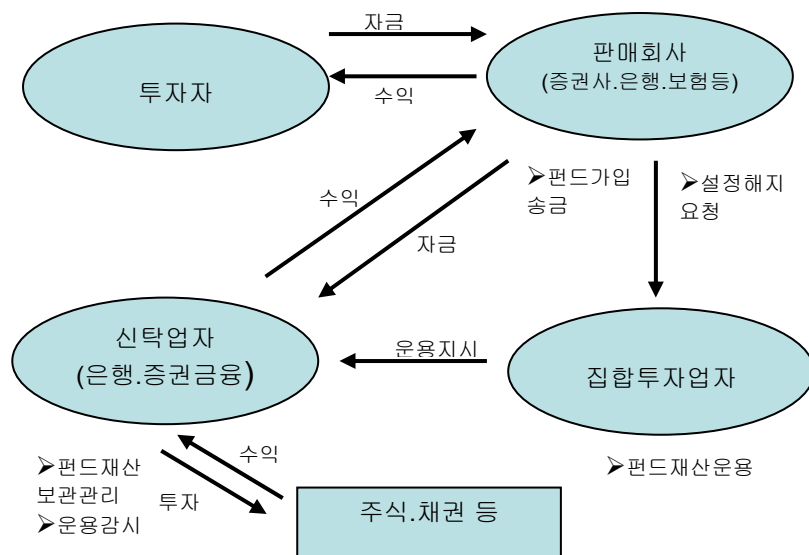 자금
투자자
판매회사
(증권사.은행.보험등)
수익
수익
➢펀드가입
송금
➢설정해지
요청
자금
신탁업자
(은행.증권금융)
운용지시
집합투자업자
➢펀드재산
보관관리
➢운용감시
수익
투자
➢펀드재산운용
주식.채권 등